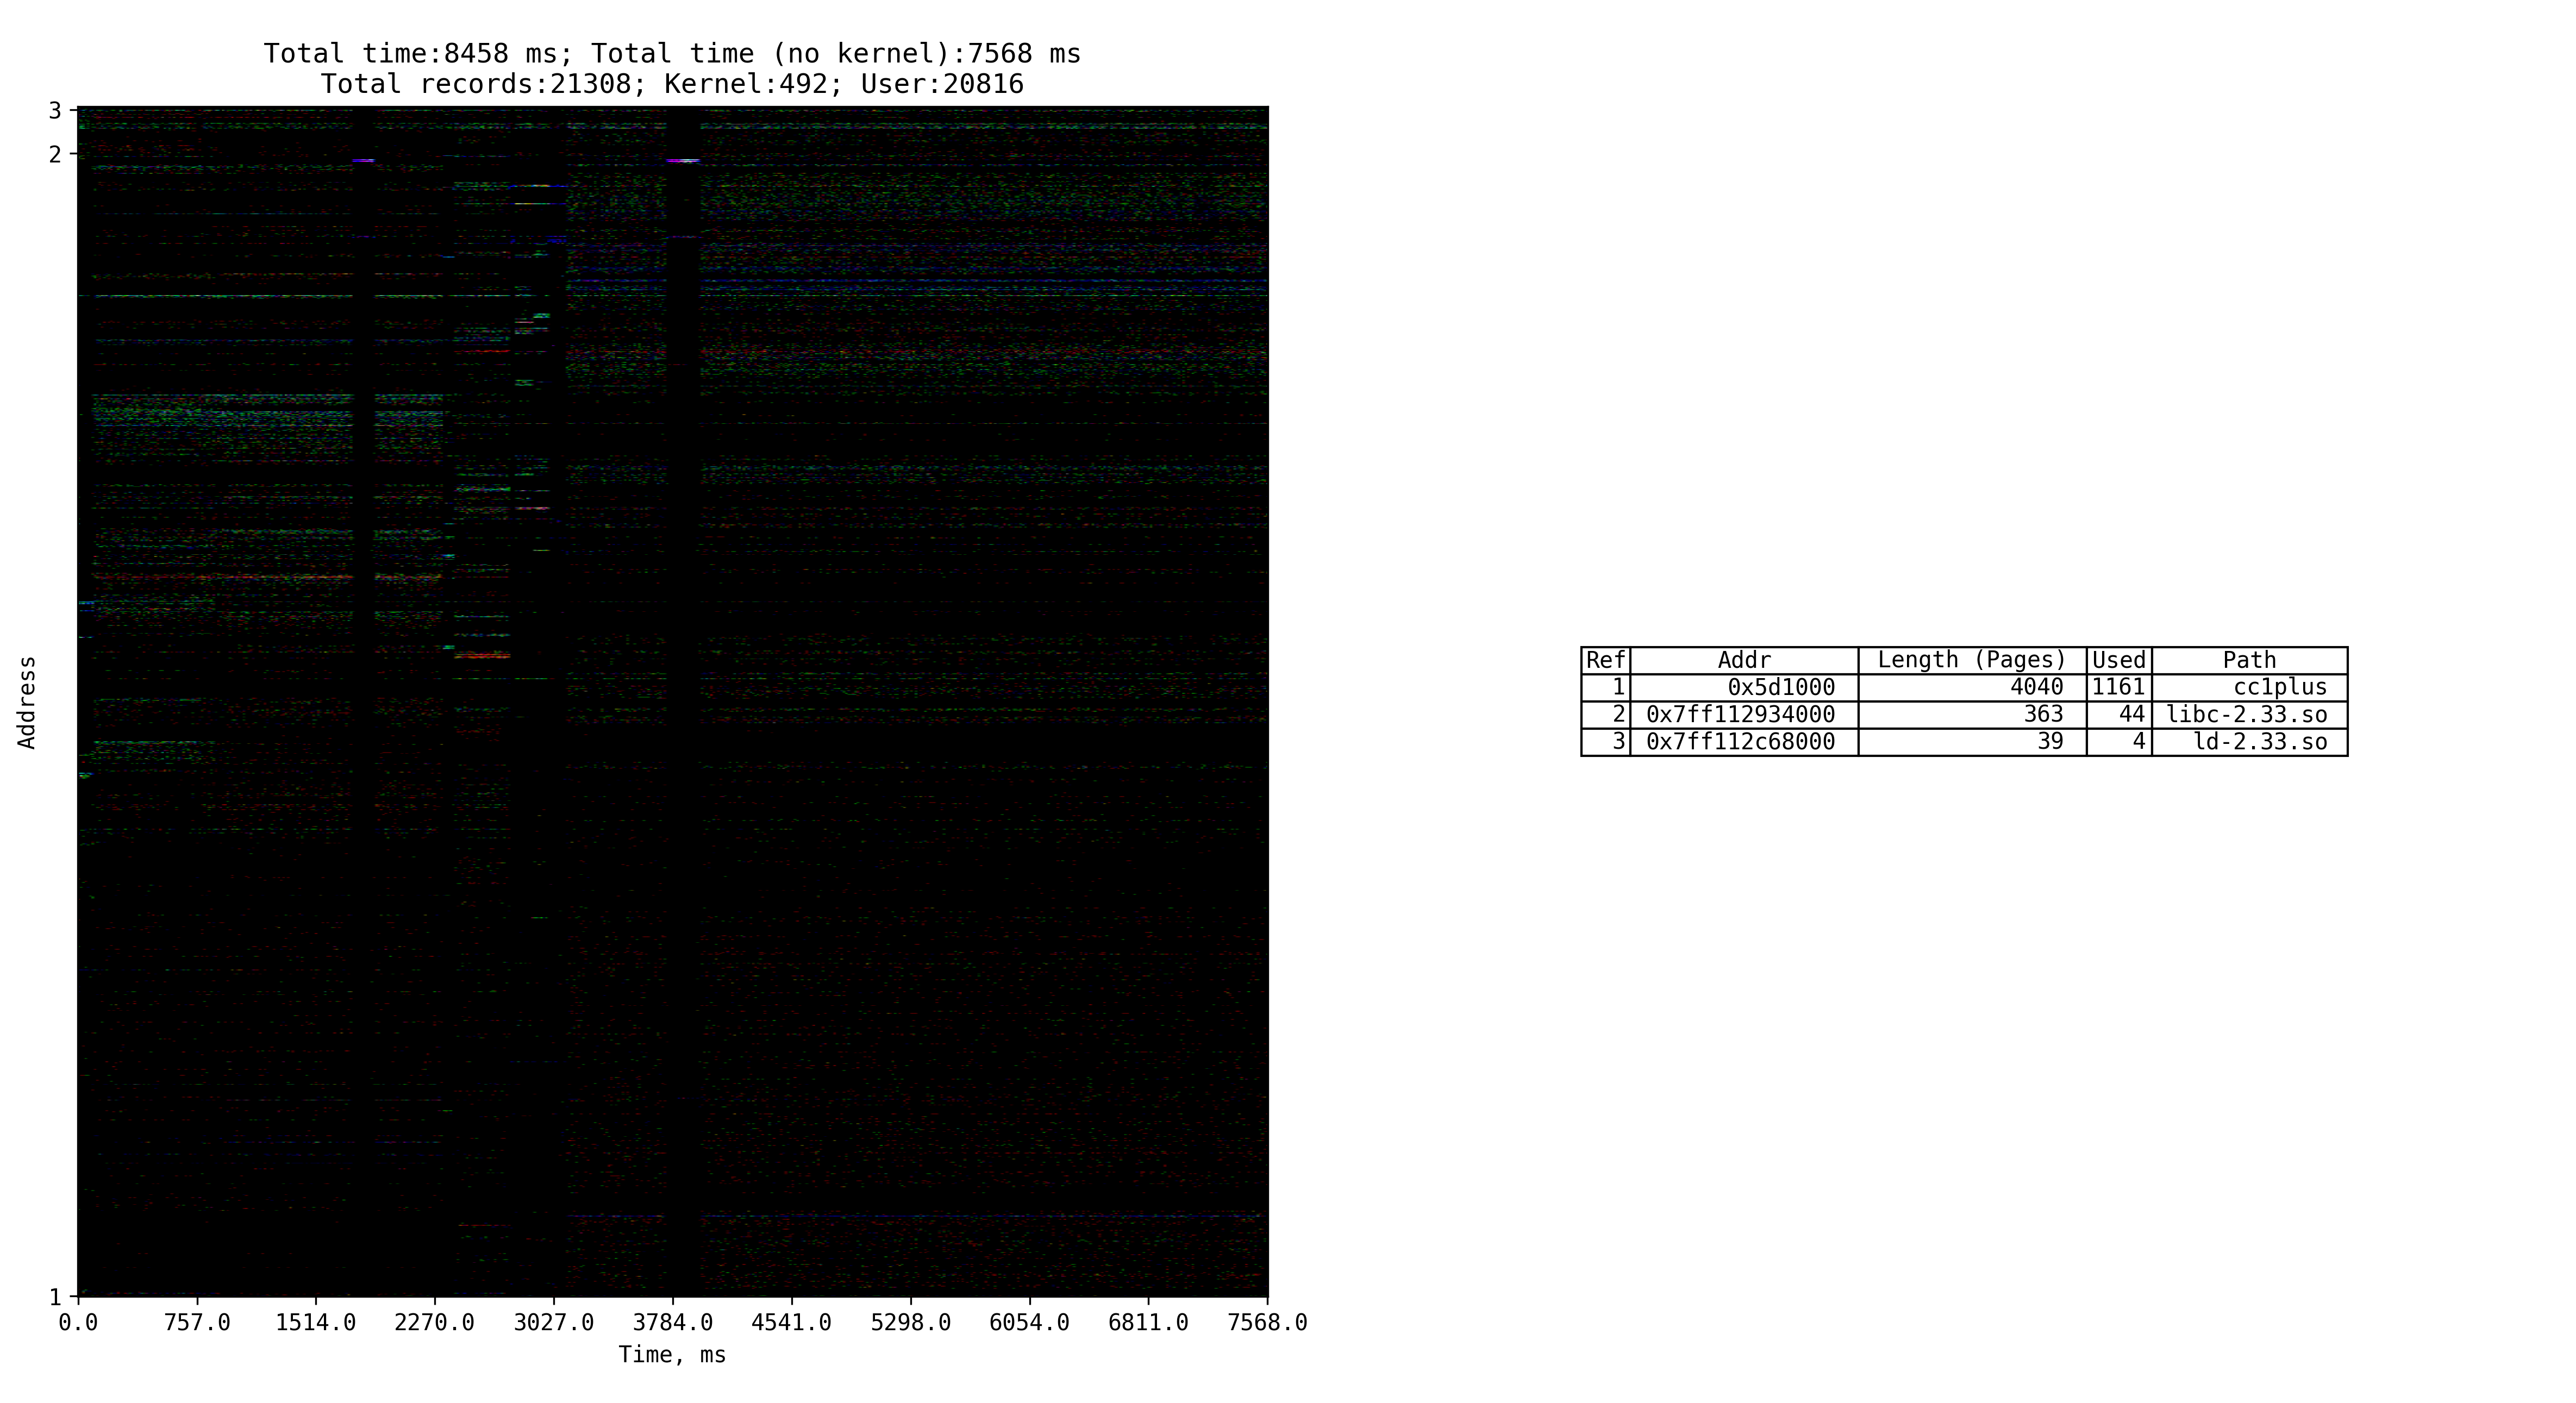 Total time:8458 ms; Total time (no kernel):7568 ms
Total records:21308; Kernel:492; User:20816
3
2
1
Address
0.0 757.0 1514.0 2270.0 3027.0 3784.0 4541.0 5298.0 6054.0 6811.0 7568.0
Time, ms
Ref Addr Length (Pages) Used Path
1 0x5d1000 4040 1161 cc1plus
2 0x7ff112934000 363 44 libc-2.33.so
3 0x7ff112c68000 39 4 ld-2.33.so